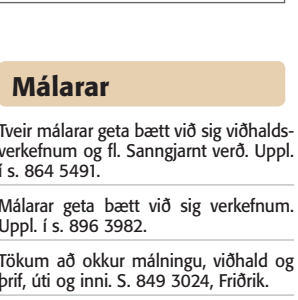 Málarar
Tveir málarar geta bætt við sig viðhalds-
verkefnum og fl. Sanngjarnt verð. Uppl.
í s. 864 5491.
Málarar geta bætt við sig verkefnum.
Uppl. í s. 896 3982.
Tökum að okkur málningu, viðhald og
þrif, úti og inni. S. 849 3024, Friðrik.